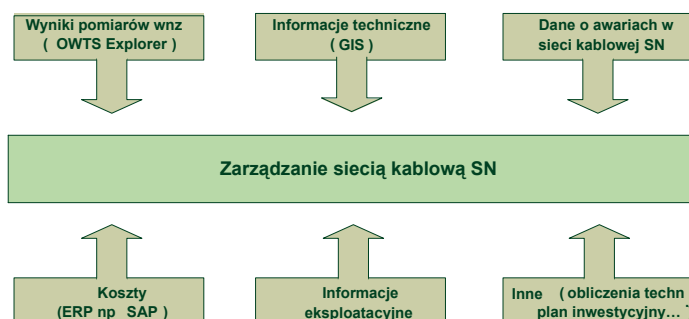 Wyniki pomiarów wnz
( OWTS Explorer )
Informacje techniczne
( GIS )
Dane o awariach w
sieci kablowej SN
Zarządzanie siecią kablową SN
Koszty
(ERP np SAP )
Informacje
eksploatacyjne
Inne ( obliczenia techn .
plan inwestycyjny…